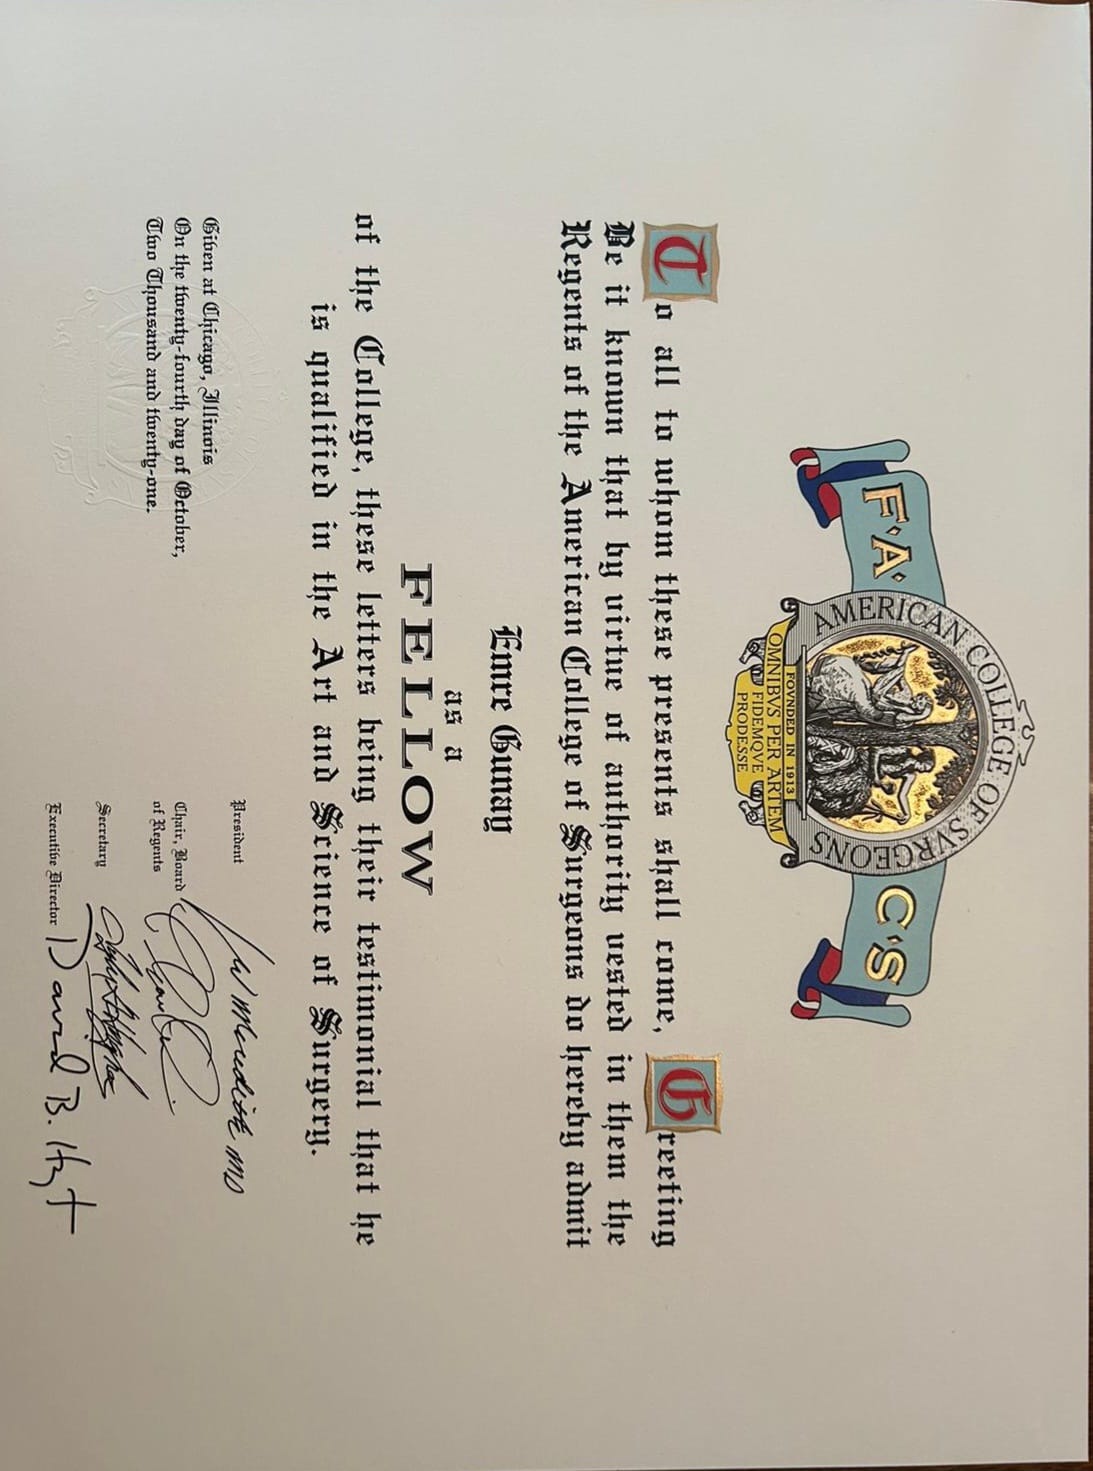 F·A·C·S
AMERICAN COLLEGE OF SVRGEONS
FOVNDED IN 1913
OMNIBVS PER ARTEM
FIDEMQVE
PRODESSE
To all to whom these presents shall come, Greeting
Be it known that by virtue of authority vested in them the
Regents of the American College of Surgeons do hereby admit
Emre Gunay
as a
FELLOW
of the College, these letters being their testimonial that he
is qualified in the Art and Science of Surgery.
Given at Chicago, Illinois
On the twenty-fourth day of October,
Two Thousand and twenty-one.
President
Chair, Board
of Regents
Secretary
Executive Director David B. Hoyt